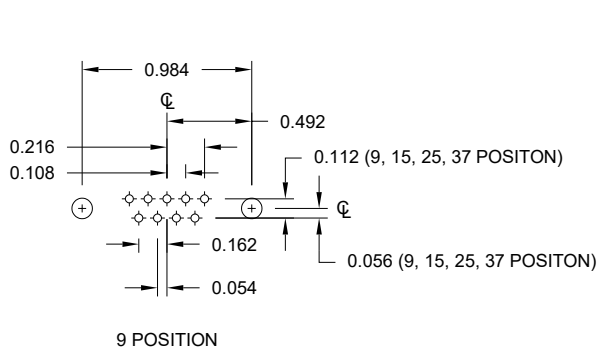 0.984
℄
0.492
0.216
0.112 (9, 15, 25, 37 POSITON)
0.108
℄
0.162
0.056 (9, 15, 25, 37 POSITON)
0.054
9 POSITION